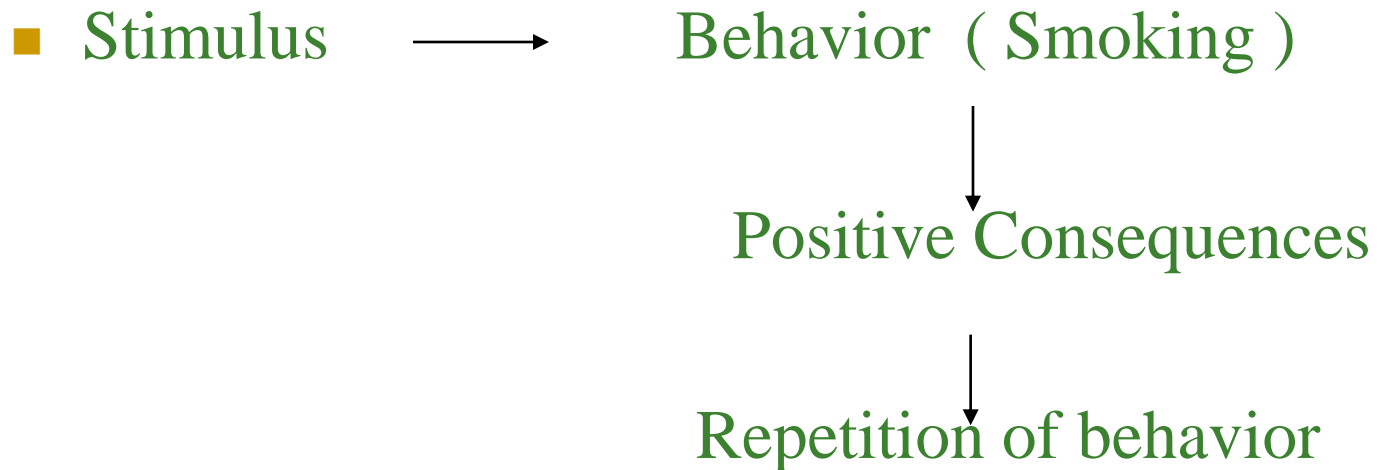 Stimulus Behavior ( Smoking )
Positive Consequences
Repetition of behavior